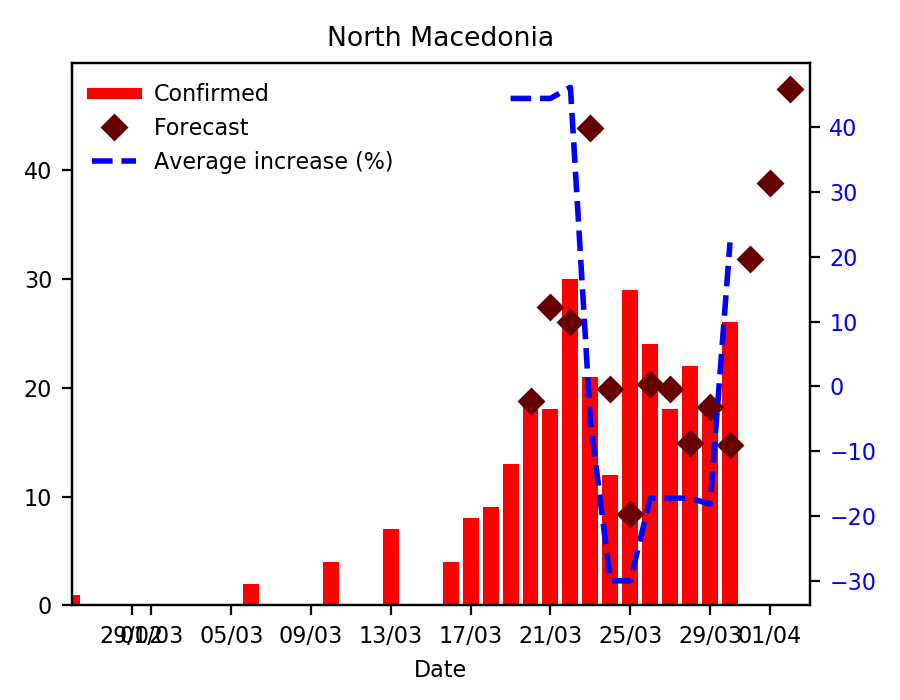 North Macedonia
Confirmed
Forecast
Average increase (%)
40
30
20
10
0
40
30
20
10
0
−10
−20
−30
29/02 01/03 05/03 09/03 13/03 17/03 21/03 25/03 29/03 01/04
Date